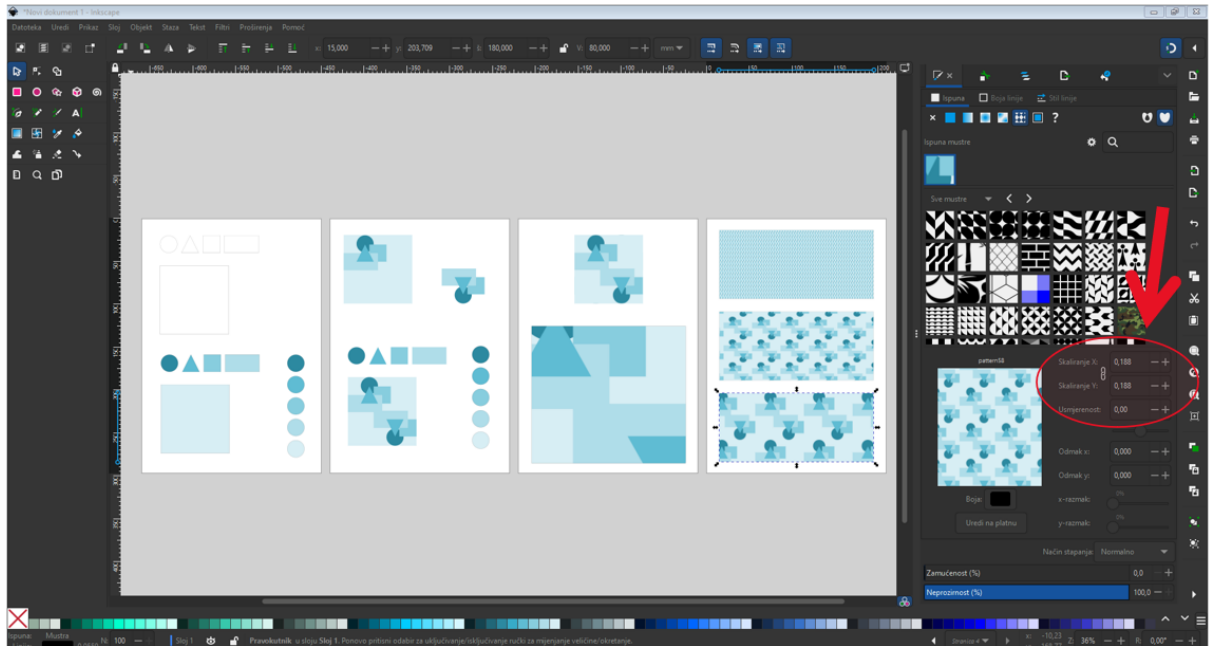 *Novi dokument 1 - Inkscape
Datoteka Uredi Prikaz Sloj Objekt Staza Tekst Filtri Proširenja Pomoć
x: 15,000 y: 203,709 š: 180,000 V: 80,000 mm
Ispuna Boja linije Stil linije
Ispuna mustre
Sve mustre
pattern58
Skaliranje X: 0,188
Skaliranje Y: 0,188
Usmjerenost: 0,00
Odmak x: 0,000
Odmak y: 0,000
Boja: x-razmak: 0%
Uredi na platnu y-razmak: 0%
Način stapanja: Normalno
Zamućenost (%) 0,0
Neprozirnost (%) 100,0
Ispuna: Mustra N: 100 Sloj 1 Pravokutnik u sloju Sloj 1. Ponovo pritisni odabir za uključivanje/isključivanje ručki za mijenjanje veličine/okretanje. Stranica 4 x: -10,23 Z: 36% R: 0,00°